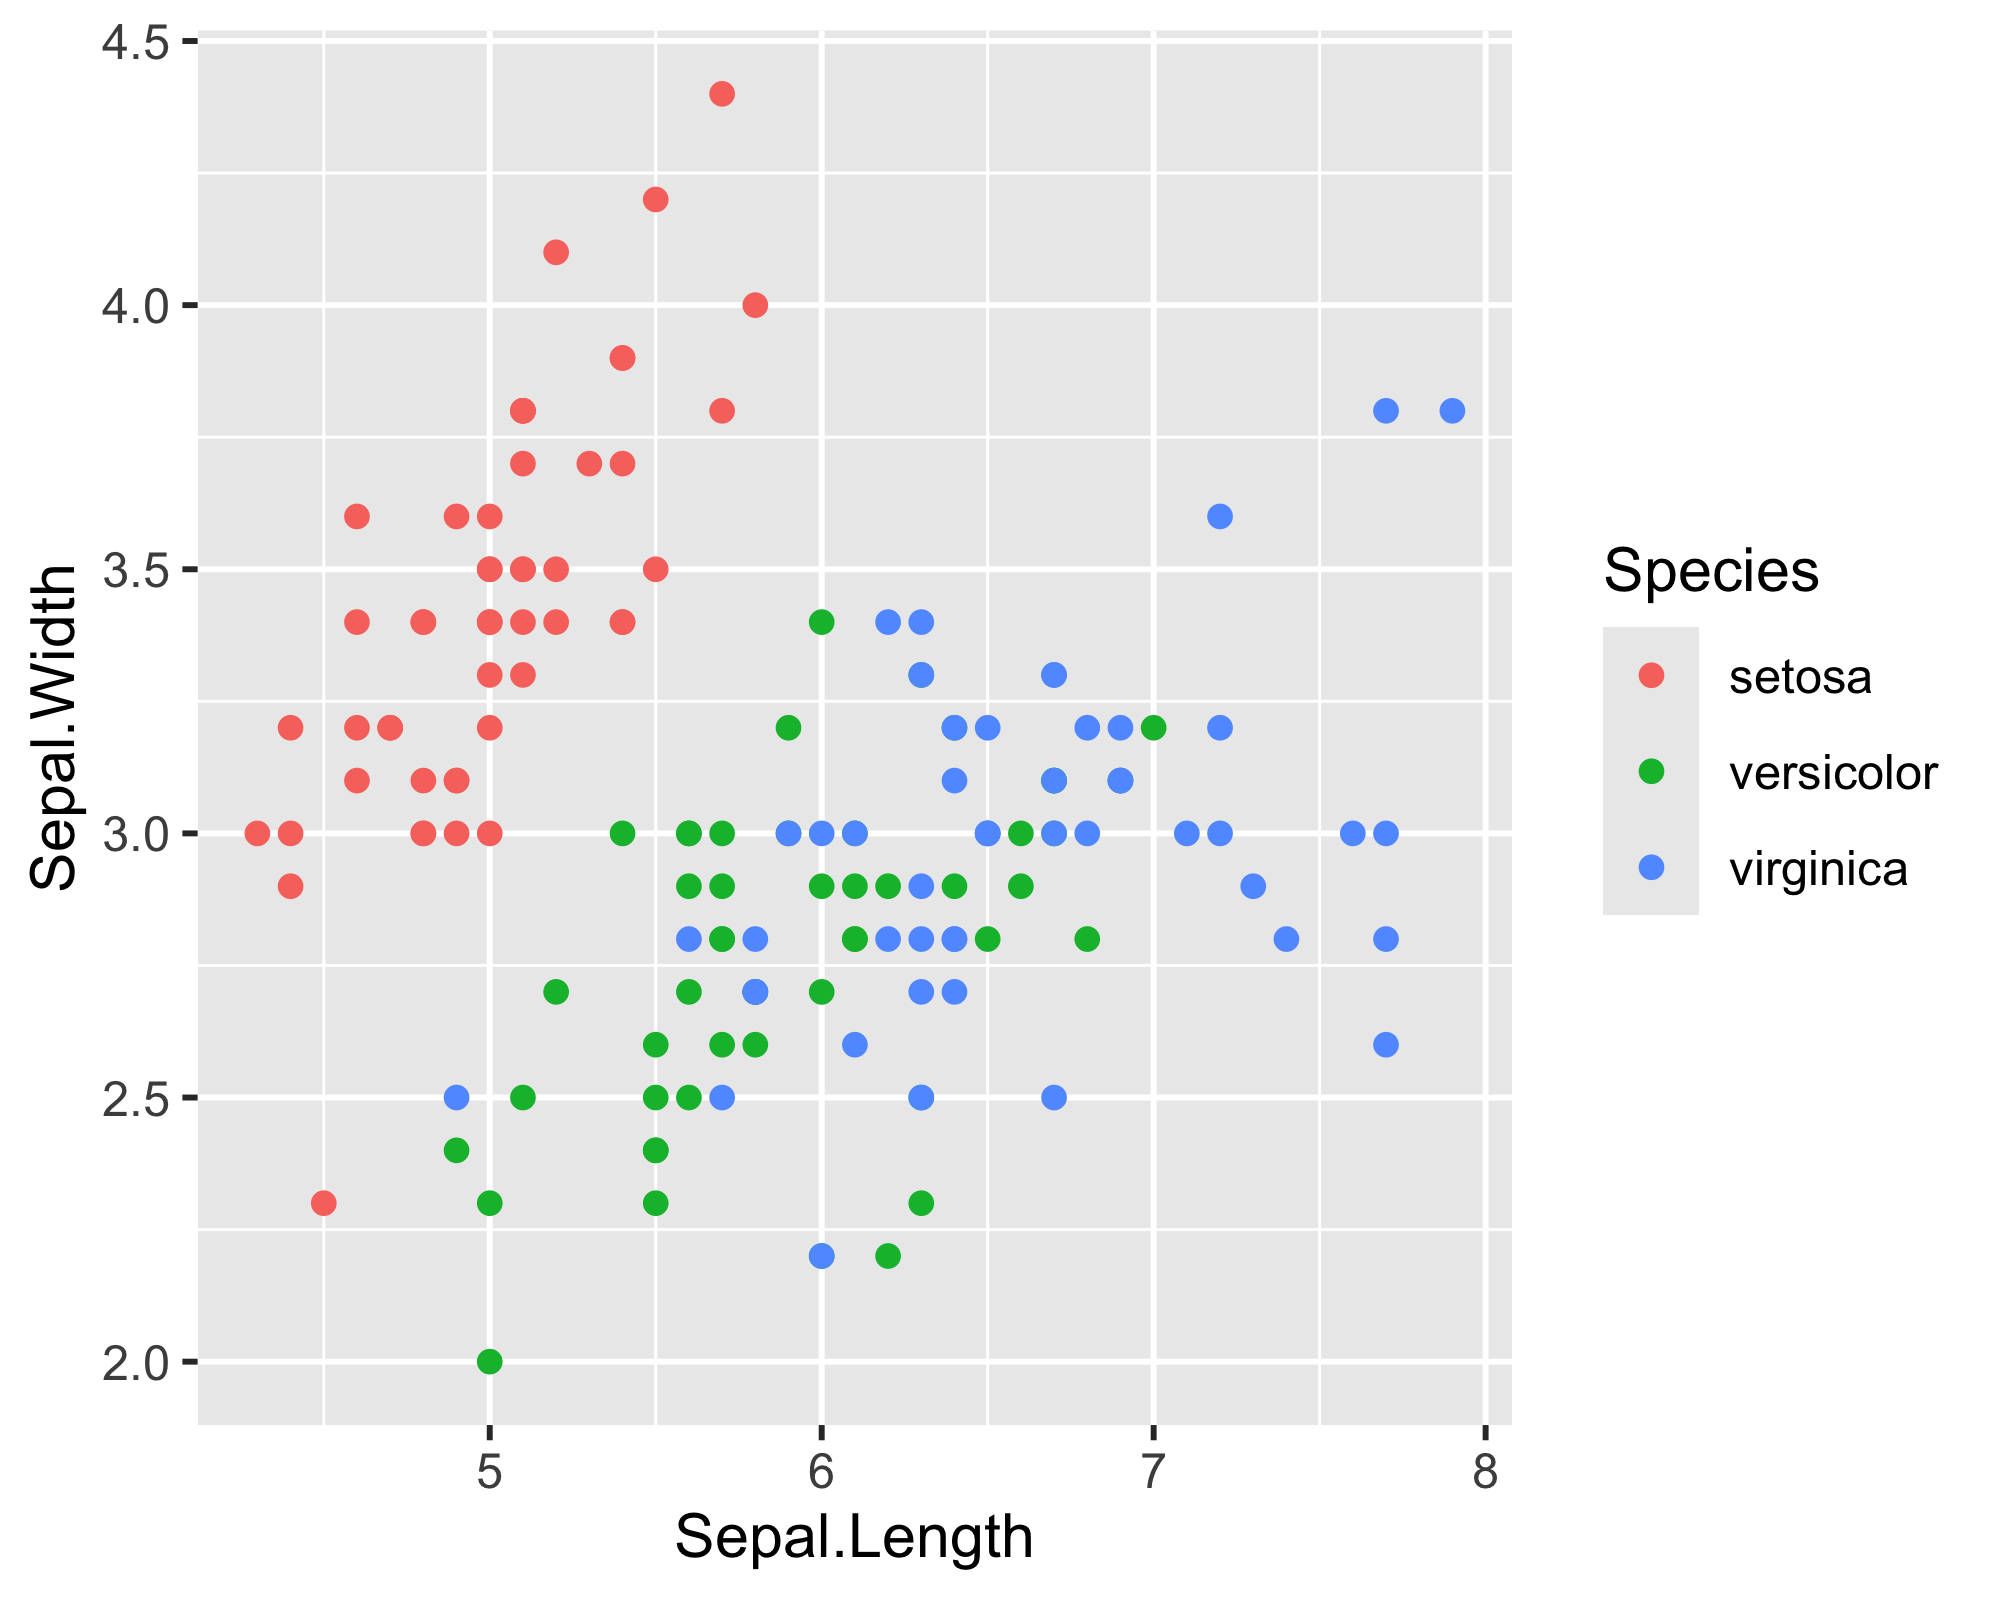 4.5
4.0
3.5
3.0
2.5
2.0
Sepal.Width
5 6 7 8
Sepal.Length
Species
setosa
versicolor
virginica